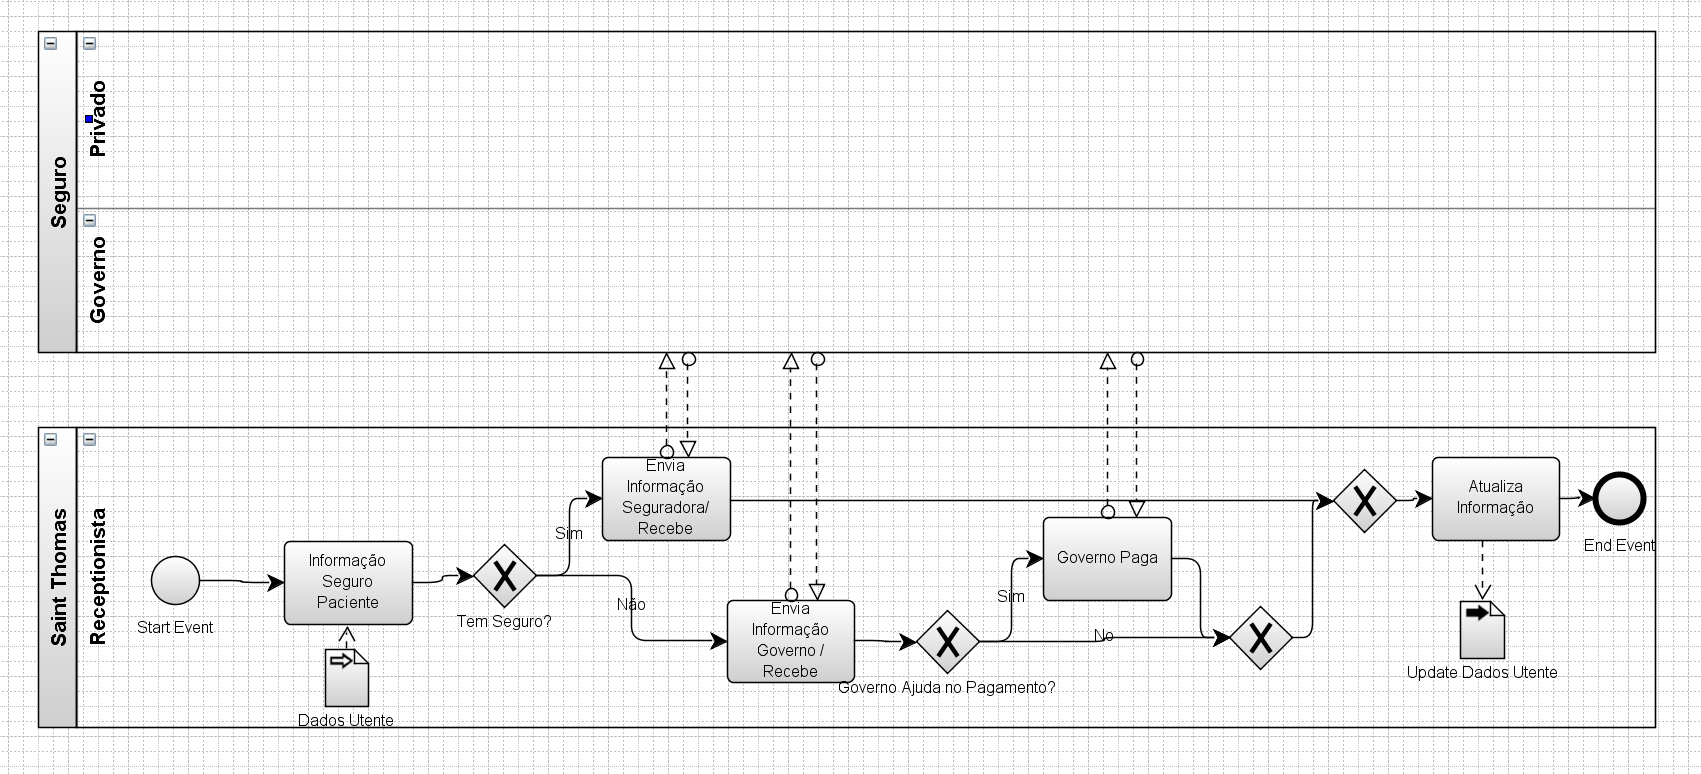 Seguro
Privado
Governo
Saint Thomas
Receptionista
Start Event
Informação
Seguro
Paciente
Dados Utente
Tem Seguro?
Sim
Não
Envia
Informação
Seguradora/
Recebe
Envia
Informação
Governo /
Recebe
Governo Ajuda no Pagamento?
Sim
No
Governo Paga
Atualiza
Informação
Update Dados Utente
End Event